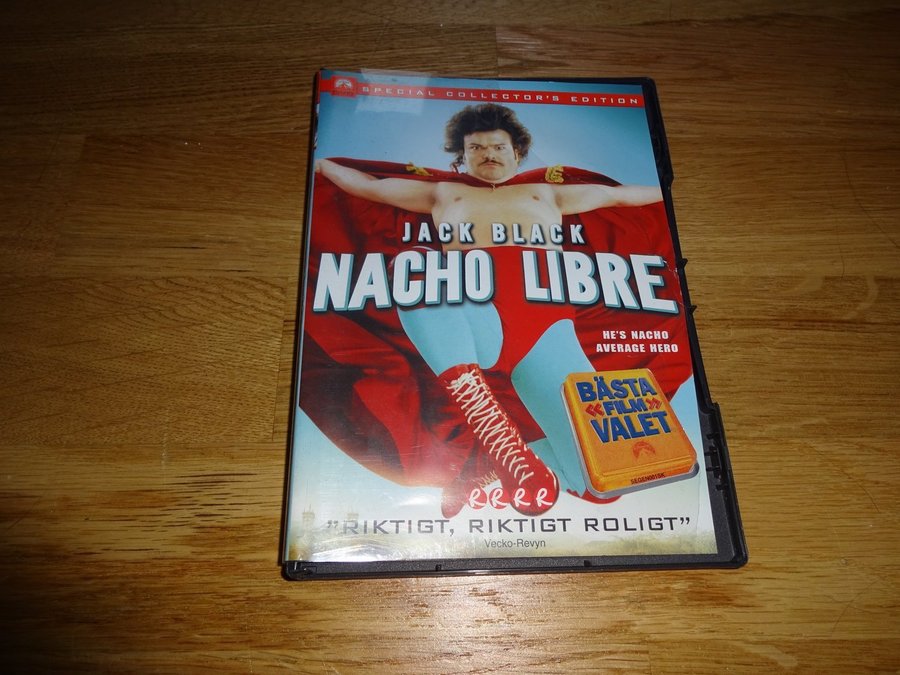 SPECIAL COLLECTOR'S EDITION
JACK BLACK
NACHO LIBRE
HE'S NACHO
AVERAGE HERO
BÄSTA
«FILM»
VALET
SEGEN001SK
R R R R
"RIKTIGT, RIKTIGT ROLIGT"
Vecko-Revyn